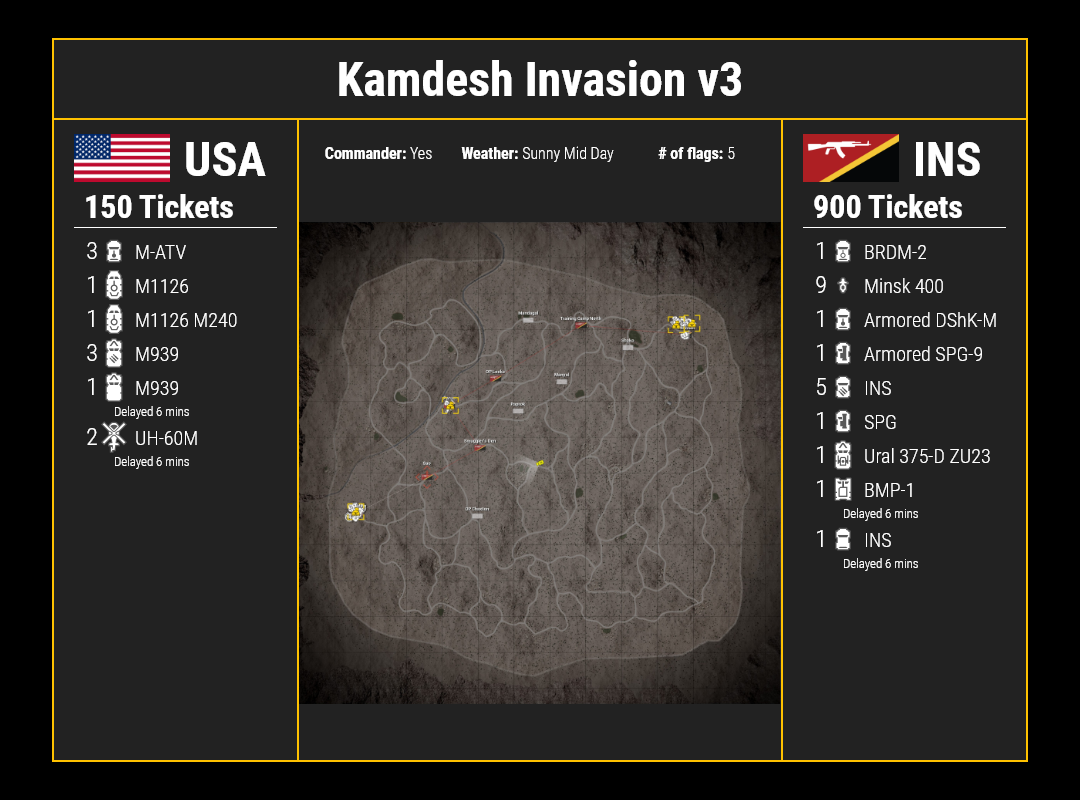 Kamdesh Invasion v3
USA
150 Tickets
3 M-ATV
1 M1126
1 M1126 M240
3 M939
1 M939
Delayed 6 mins
2 UH-60M
Delayed 6 mins
Commander: Yes Weather: Sunny Mid Day # of flags: 5
Training Camp North
INS
900 Tickets
1 BRDM-2
9 Minsk 400
1 Armored DShK-M
1 Armored SPG-9
5 INS
1 SPG
1 Ural 375-D ZU23
1 BMP-1
Delayed 6 mins
1 INS
Delayed 6 mins